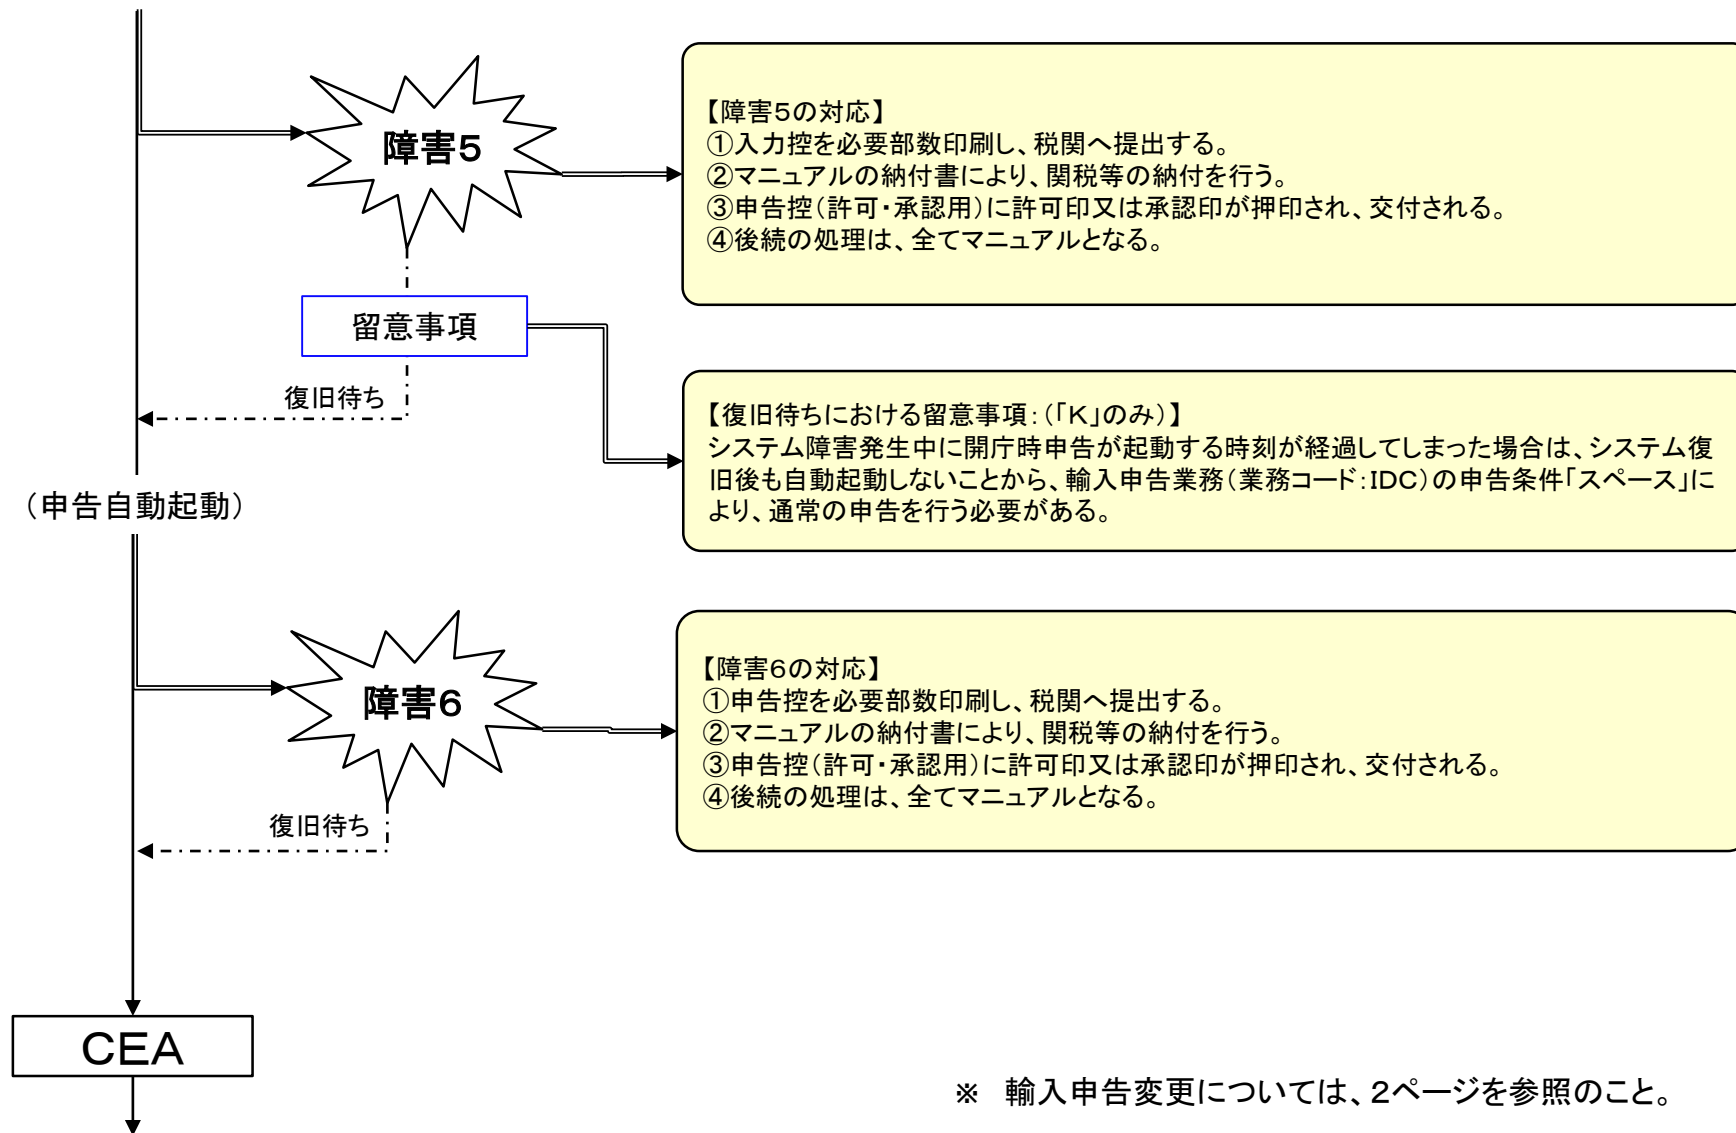 障害5
【障害5の対応】
①入力控を必要部数印刷し、税関へ提出する。
②マニュアルの納付書により、関税等の納付を行う。
③申告控(許可・承認用)に許可印又は承認印が押印され、交付される。
④後続の処理は、全てマニュアルとなる。
留意事項
復旧待ち
【復旧待ちにおける留意事項:(「K」のみ)】
システム障害発生中に開庁時申告が起動する時刻が経過してしまった場合は、システム復
旧後も自動起動しないことから、輸入申告業務(業務コード:IDC)の申告条件「スペース」に
より、通常の申告を行う必要がある。
(申告自動起動)
障害6
【障害6の対応】
①申告控を必要部数印刷し、税関へ提出する。
②マニュアルの納付書により、関税等の納付を行う。
③申告控(許可・承認用)に許可印又は承認印が押印され、交付される。
④後続の処理は、全てマニュアルとなる。
復旧待ち
CEA
※ 輸入申告変更については、2ページを参照のこと。